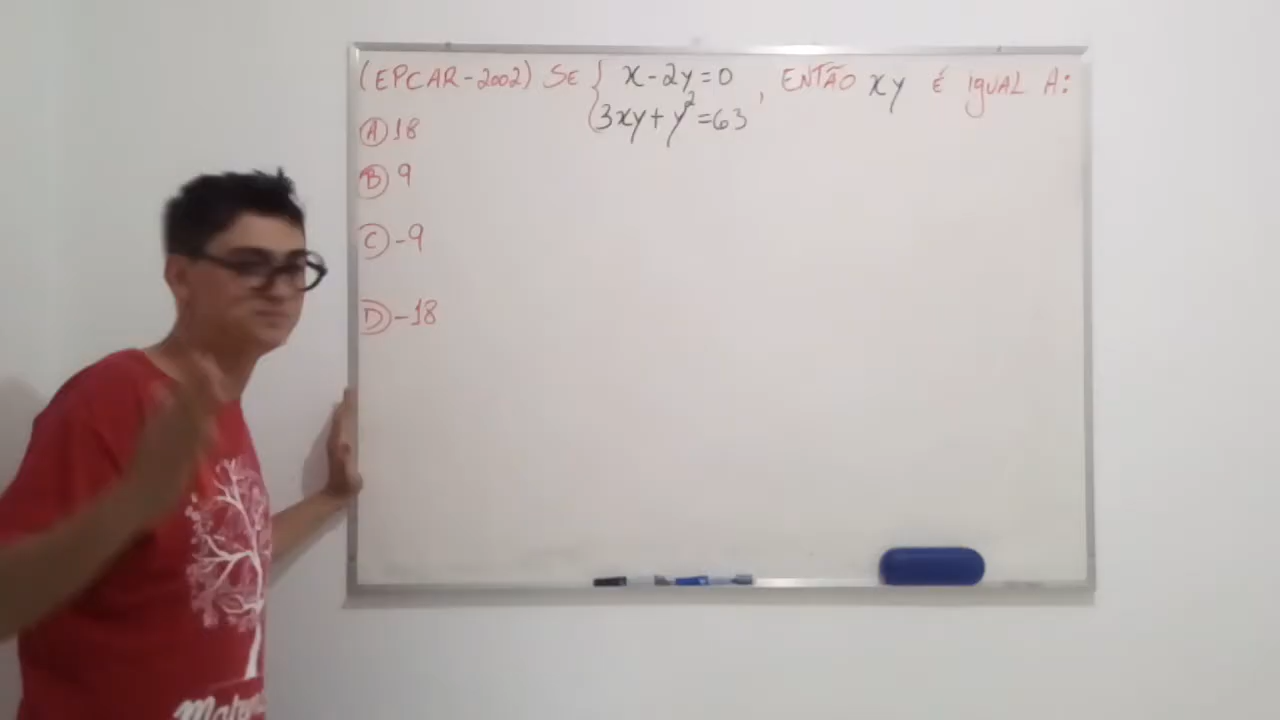 (EPCAR-2002) SE { x-2y=0 , ENTÃO xy É IGUAL A:
3xy+y²=63
(A) 18
(B) 9
(C) -9
(D) -18